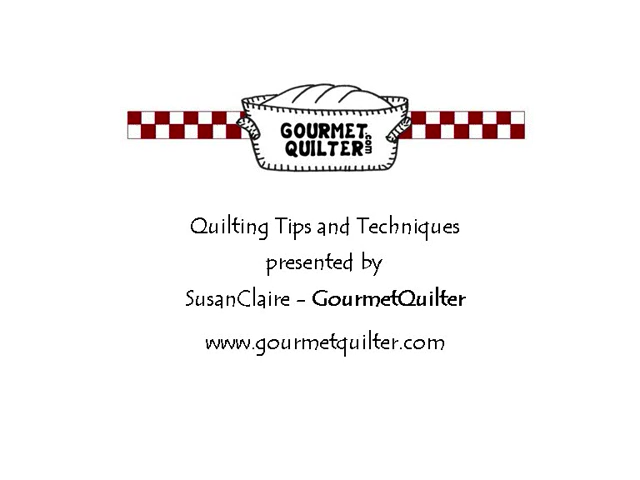 GOURMET
QUILTER.com
Quilting Tips and Techniques
presented by
SusanClaire - GourmetQuilter
www.gourmetquilter.com